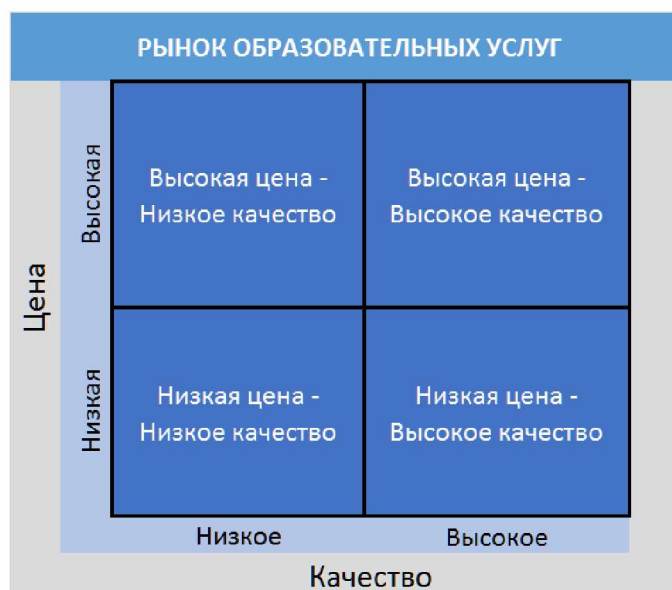 РЫНОК ОБРАЗОВАТЕЛЬНЫХ УСЛУГ
Цена
Высокая
Высокая цена -
Низкое качество
Высокая цена -
Высокое качество
Низкая
Низкая цена -
Низкое качество
Низкая цена -
Высокое качество
Низкое
Высокое
Качество